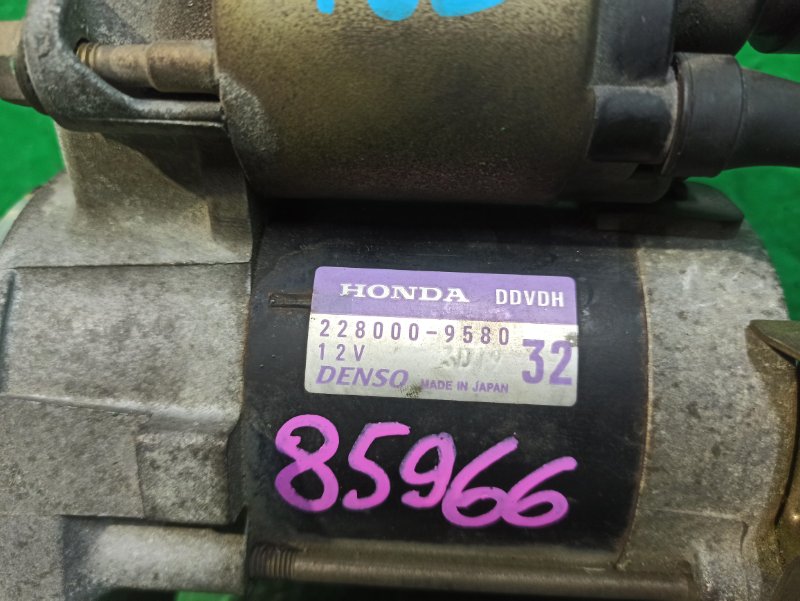 HONDA DDVDH
228000-9580
12V 32
DENSO MADE IN JAPAN
85966